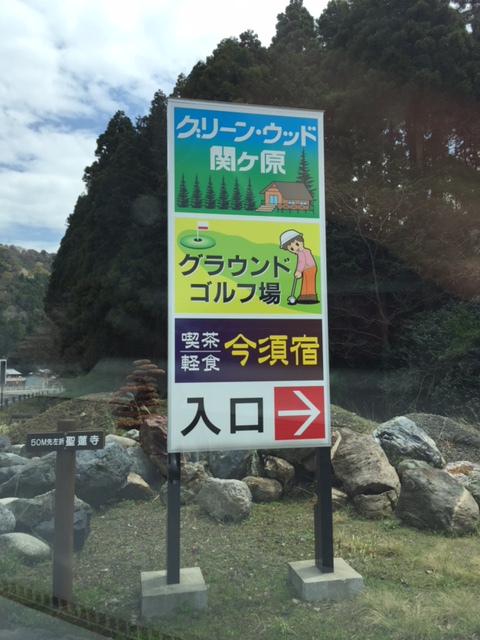 グリーン・ウッド
関ヶ原
グラウンド
ゴルフ場
喫茶
軽食
今須宿
入口
50M先左折 聖蓮寺